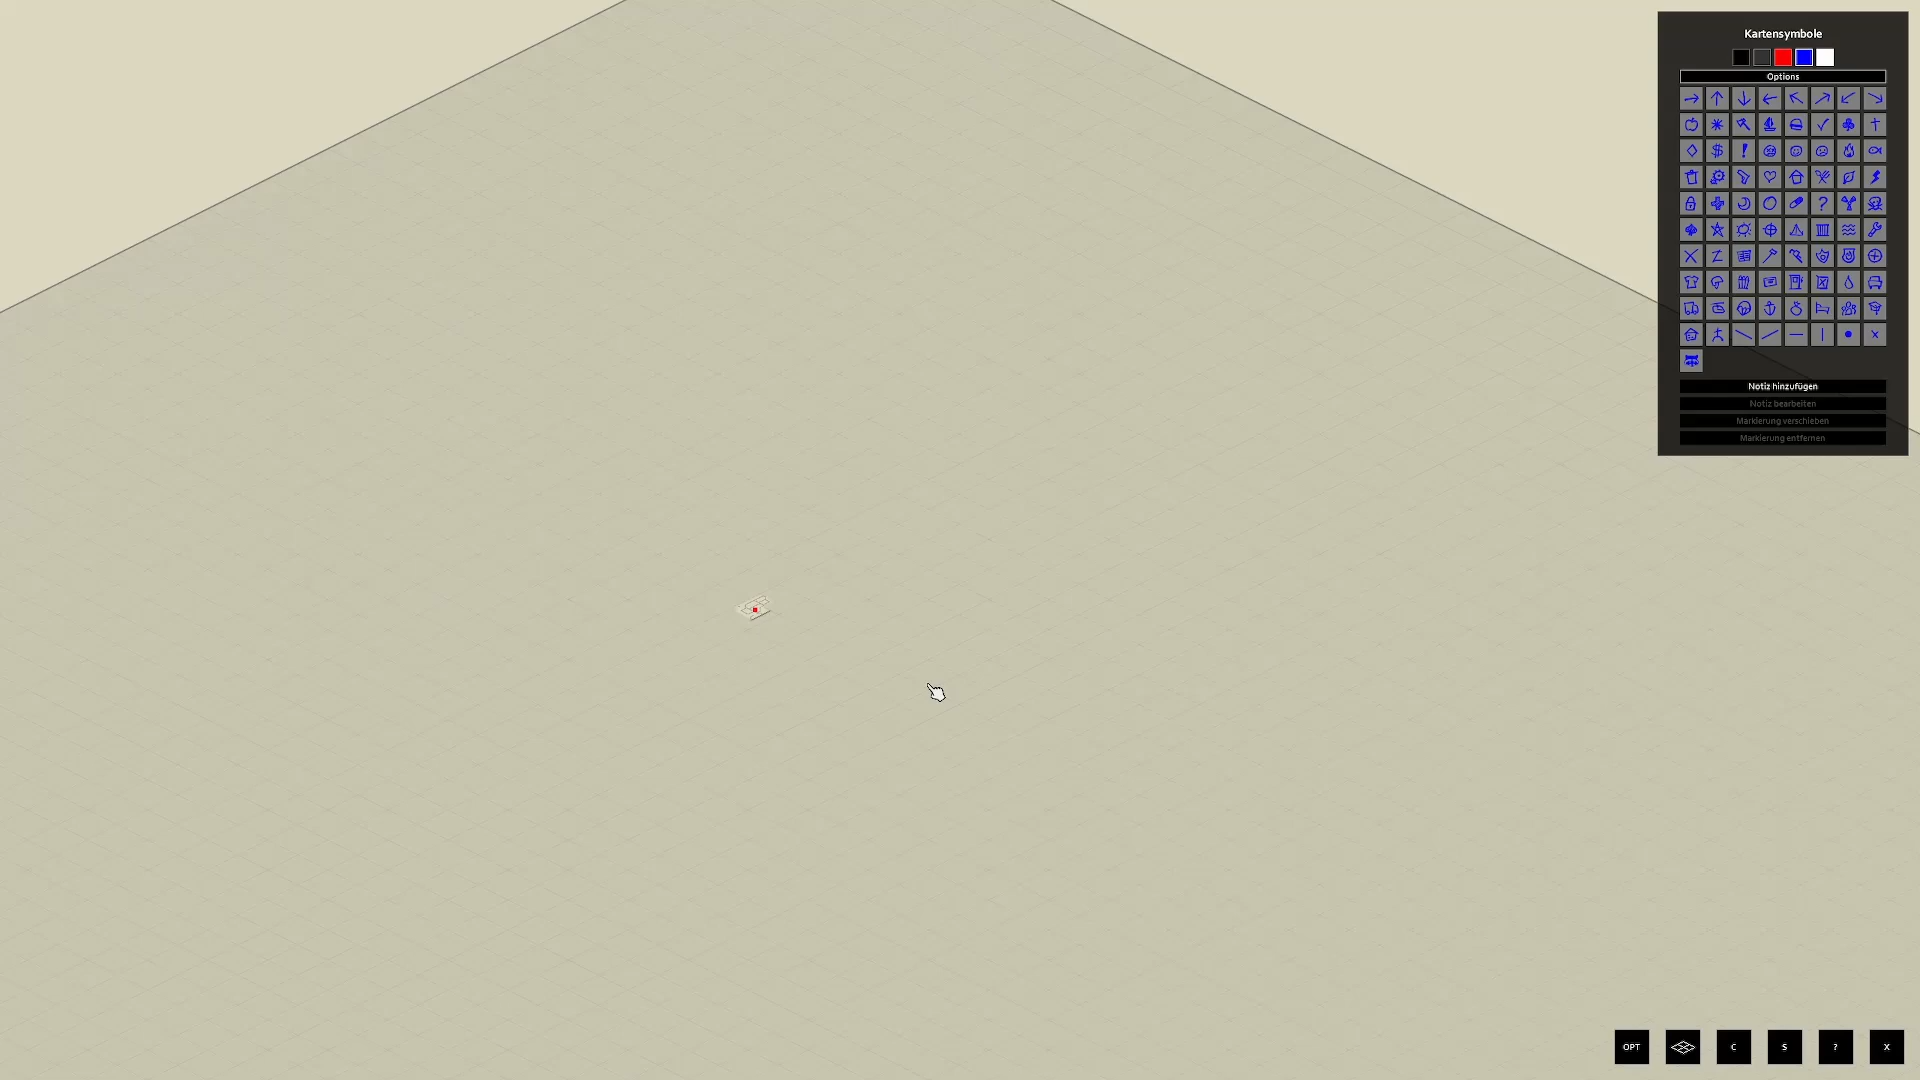 Kartensymbole
Options
Notiz hinzufügen
Notiz bearbeiten
Markierung verschieben
Markierung entfernen
OPT C S ? X